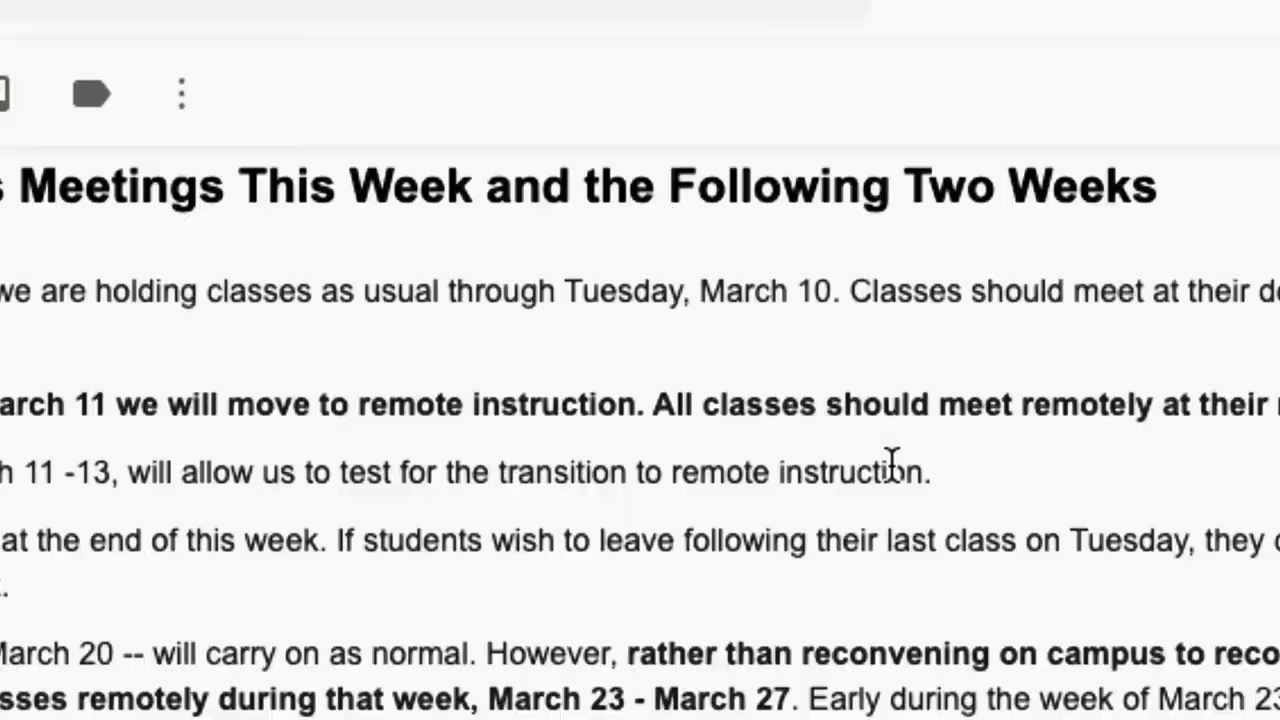 s Meetings This Week and the Following Two Weeks
we are holding classes as usual through Tuesday, March 10. Classes should meet at their
arch 11 we will move to remote instruction. All classes should meet remotely at their
h 11 -13, will allow us to test for the transition to remote instruction.
at the end of this week. If students wish to leave following their last class on Tuesday, they
March 20 -- will carry on as normal. However, rather than reconvening on campus to reco
sses remotely during that week, March 23 - March 27. Early during the week of March 23